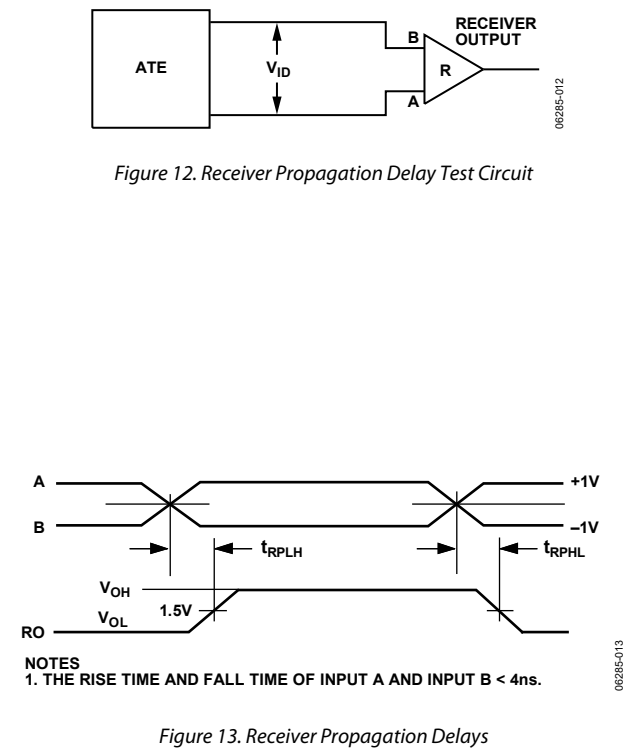 RECEIVER
OUTPUT
B
ATE
VID
R
A
06285-012
Figure 12. Receiver Propagation Delay Test Circuit
A
+1V
B
–1V
tRPLH
tRPHL
VOH
1.5V
VOL
RO
NOTES
1. THE RISE TIME AND FALL TIME OF INPUT A AND INPUT B < 4ns.
06285-013
Figure 13. Receiver Propagation Delays